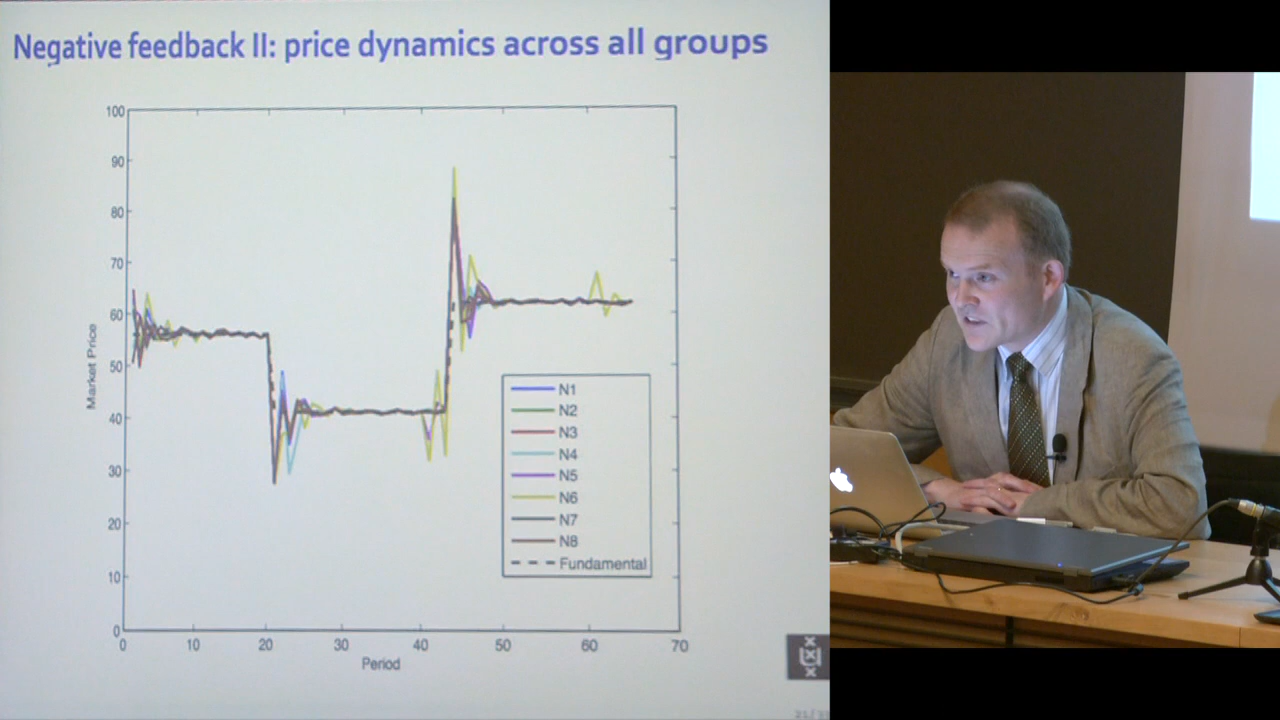 Negative feedback II: price dynamics across all groups
100
90
80
70
60
50
40
30
20
10
0
Market Price
0 10 20 30 40 50 60 70
Period
N1
N2
N3
N4
N5
N6
N7
N8
Fundamental